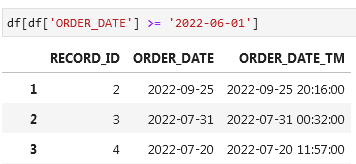 df[df['ORDER_DATE'] >= '2022-06-01']
RECORD_ID ORDER_DATE ORDER_DATE_TM
1 2 2022-09-25 2022-09-25 20:16:00
2 3 2022-07-31 2022-07-31 00:32:00
3 4 2022-07-20 2022-07-20 11:57:00